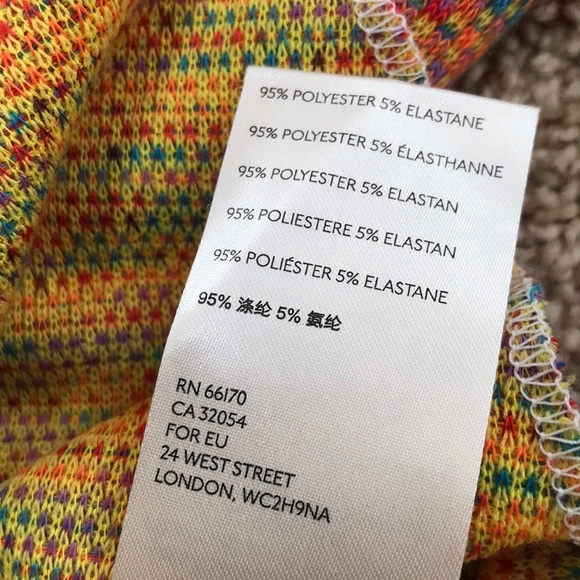 95% POLYESTER 5% ELASTANE
95% POLYESTER 5% ÉLASTHANNE
95% POLYESTER 5% ELASTAN
95% POLIESTERE 5% ELASTAN
95% POLIÉSTER 5% ELASTANE
95% 涤纶 5% 氨纶
RN 66170
CA 32054
FOR EU
24 WEST STREET
LONDON, WC2H9NA